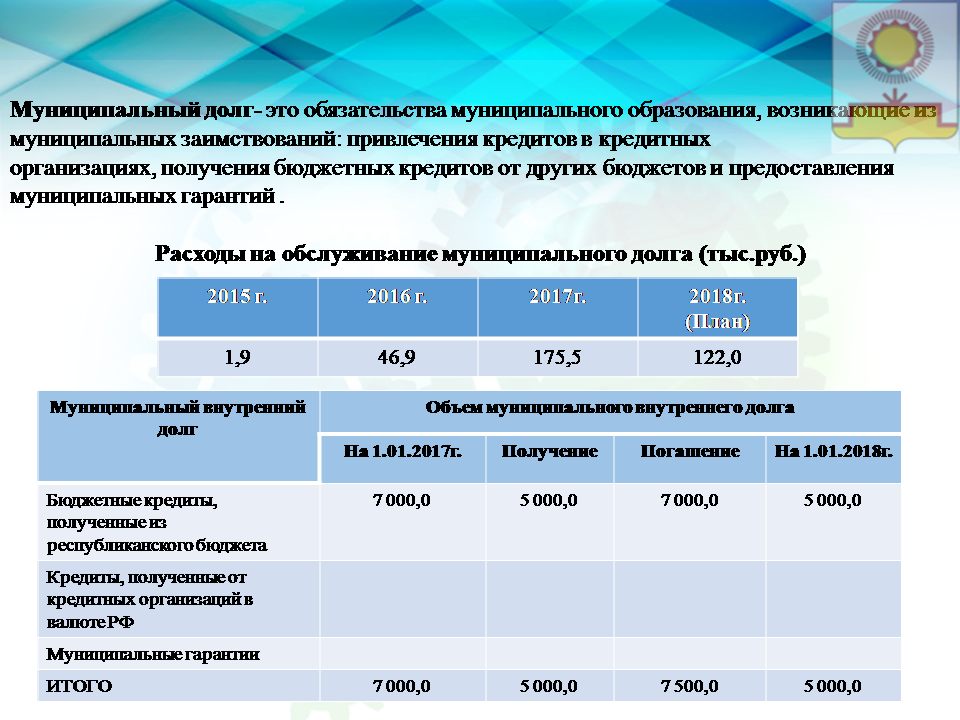 Муниципальный долг- это обязательства муниципального образования, возникающие из
муниципальных заимствований: привлечения кредитов в кредитных
организациях, получения бюджетных кредитов от других бюджетов и предоставления
муниципальных гарантий .
Расходы на обслуживание муниципального долга (тыс.руб.)
2015 г. 2016 г. 2017г. 2018г.
(План)
1,9 46,9 175,5 122,0
Муниципальный внутренний
долг
Объем муниципального внутреннего долга
На 1.01.2017г. Получение Погашение На 1.01.2018г.
Бюджетные кредиты, 7 000,0 5 000,0 7 000,0 5 000,0
полученные из
республиканского бюджета
Кредиты, полученные от
кредитных организаций в
валюте РФ
Муниципальные гарантии
ИТОГО 7 000,0 5 000,0 7 500,0 5 000,0